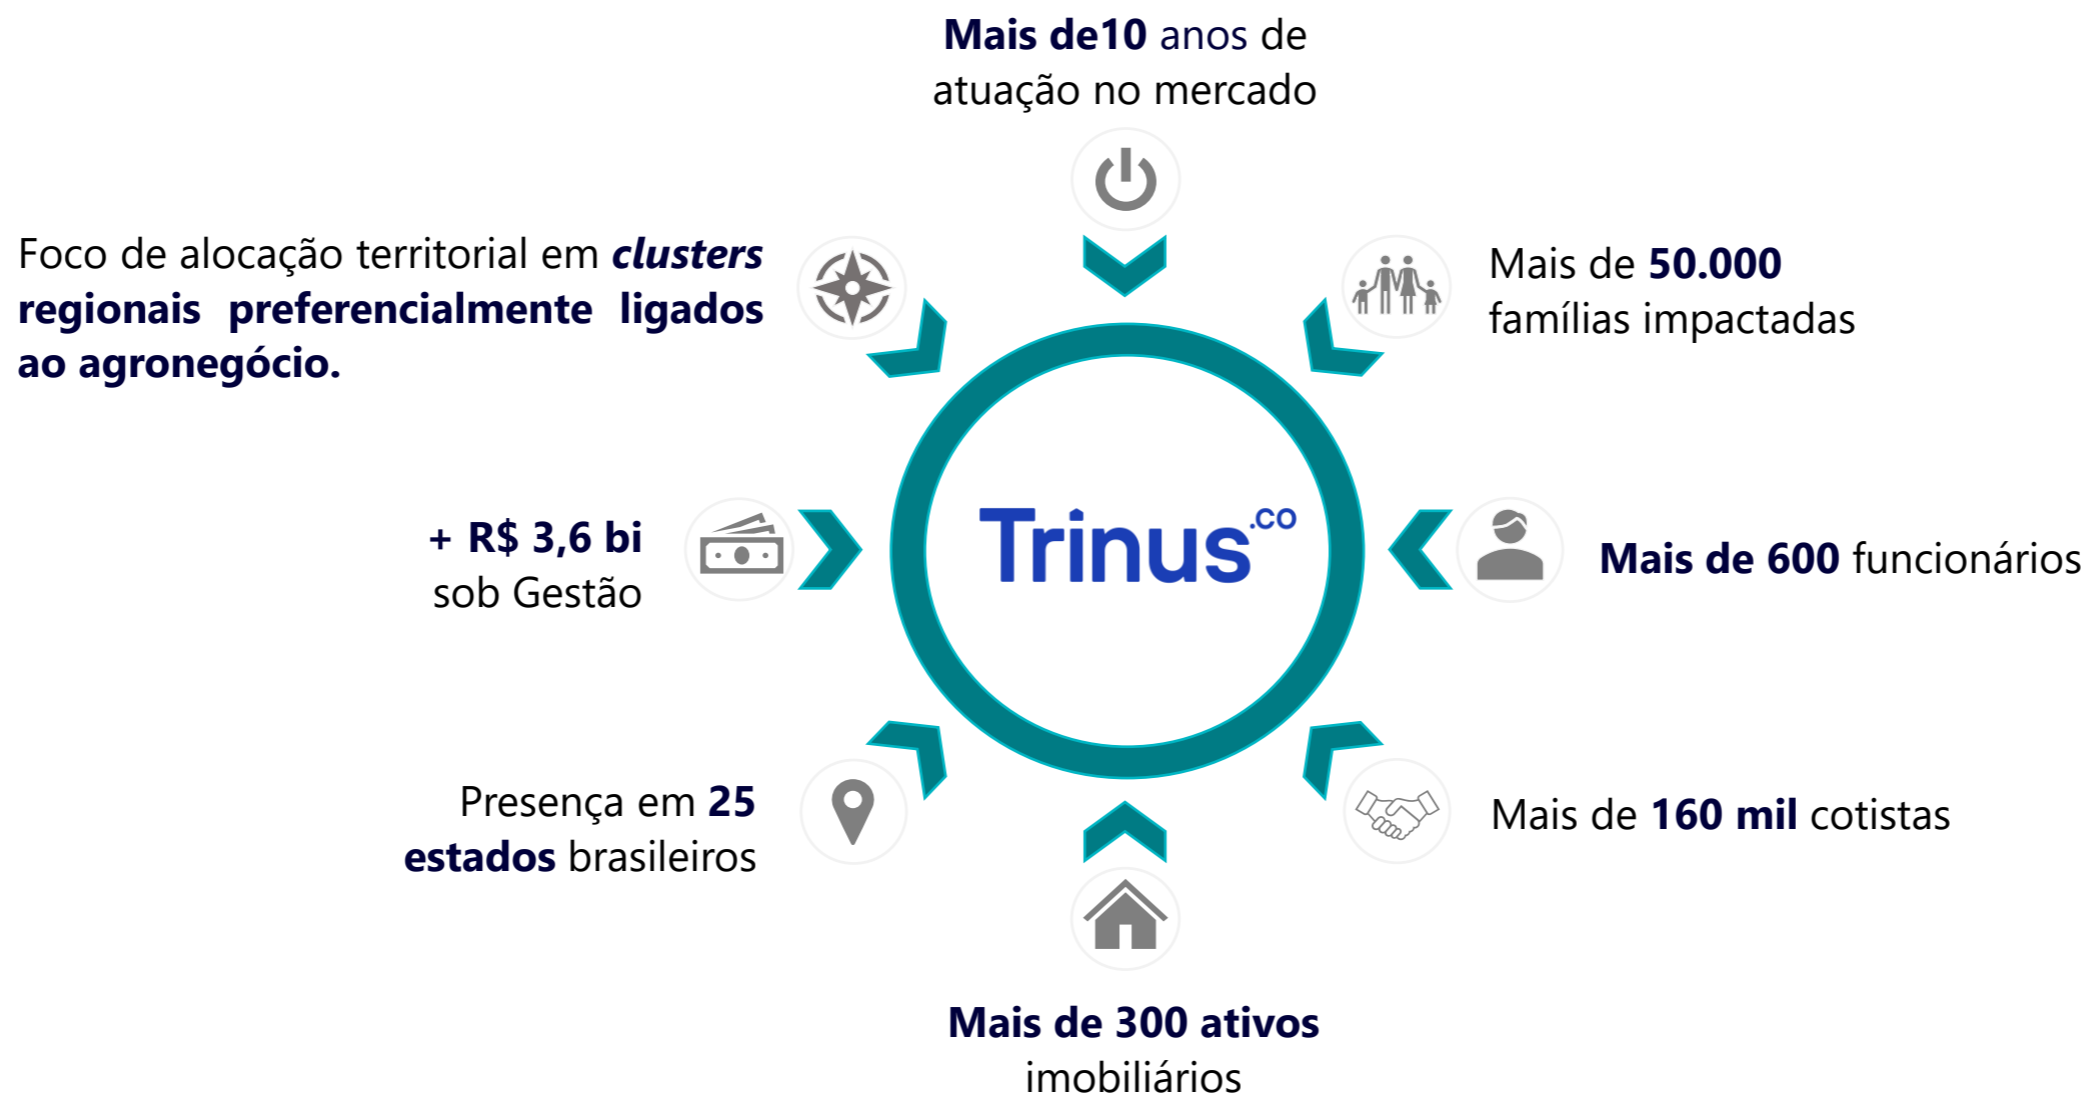 Mais de10 anos de
atuação no mercado
Foco de alocação territorial em clusters
regionais preferencialmente ligados
ao agronegócio.
Mais de 50.000
famílias impactadas
+ R$ 3,6 bi
sob Gestão
Trinus.co
Mais de 600 funcionários
Presença em 25
estados brasileiros
Mais de 160 mil cotistas
Mais de 300 ativos
imobiliários